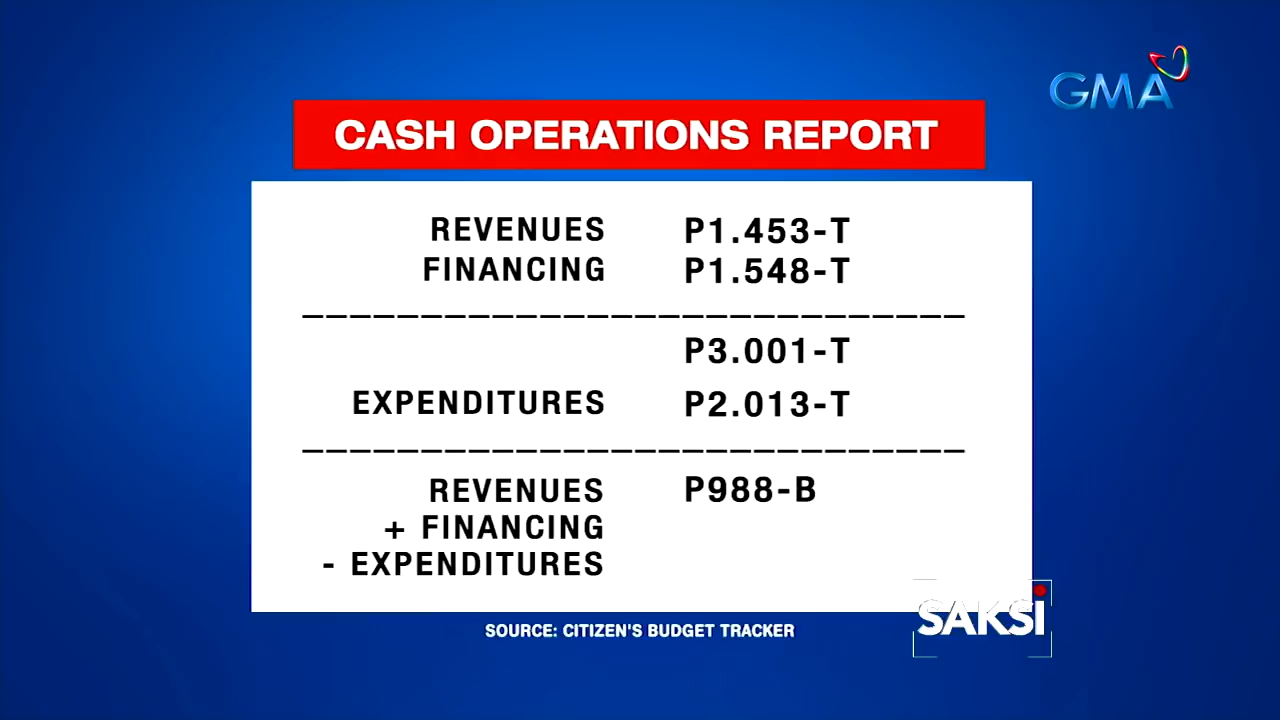 GMA
CASH OPERATIONS REPORT
REVENUES P1.453-T
FINANCING P1.548-T
P3.001-T
EXPENDITURES P2.013-T
REVENUES P988-B
+ FINANCING
- EXPENDITURES
SAKSI
SOURCE: CITIZEN'S BUDGET TRACKER